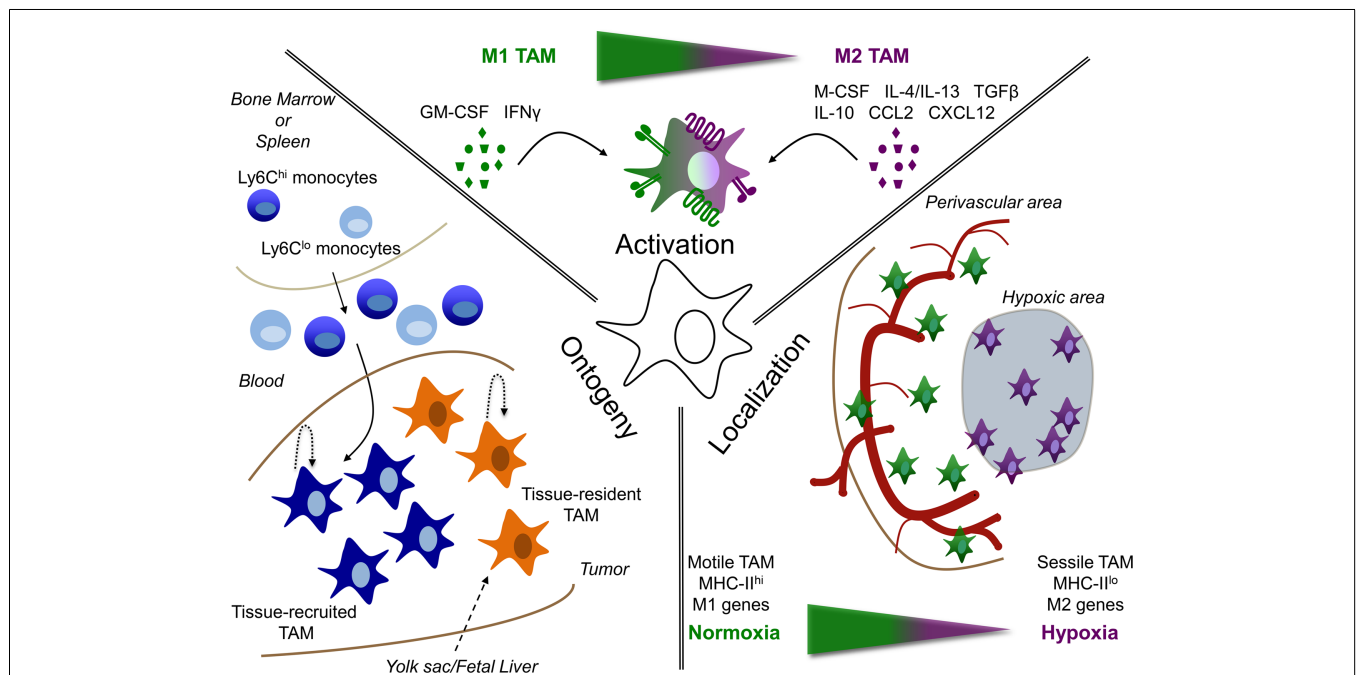 M1 TAM
M2 TAM
GM-CSF IFNγ
M-CSF IL-4/IL-13 TGFβ
IL-10 CCL2 CXCL12
Activation
Bone Marrow
or
Spleen
Ly6Chi monocytes
Ly6Clo monocytes
Blood
Ontogeny
Tissue-resident
TAM
Tumor
Tissue-recruited
TAM
Yolk sac/Fetal Liver
Localization
Perivascular area
Hypoxic area
Motile TAM
MHC-IIhi
M1 genes
Normoxia
Sessile TAM
MHC-IIlo
M2 genes
Hypoxia